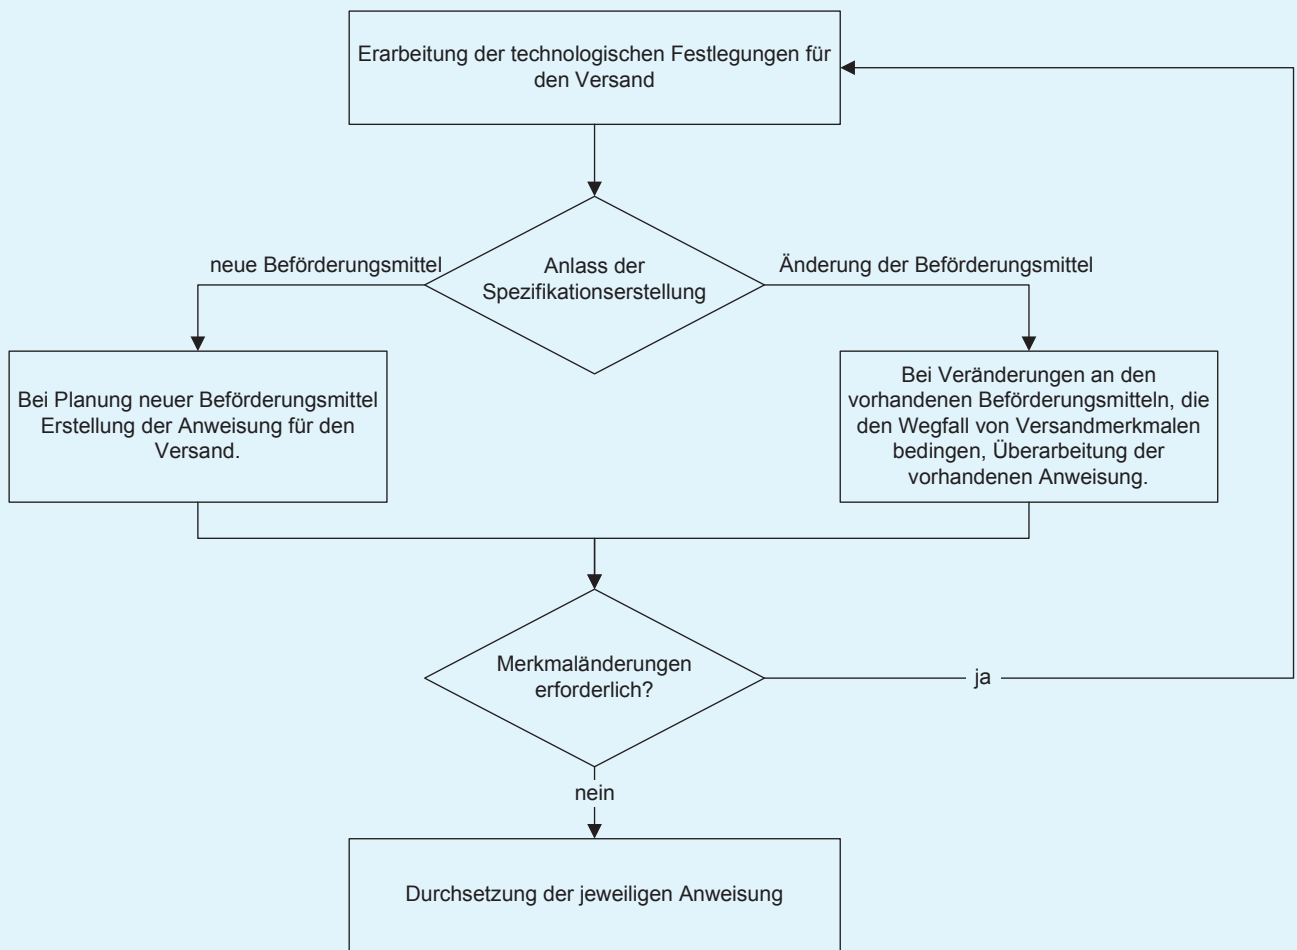 Erarbeitung der technologischen Festlegungen für
den Versand
neue Beförderungsmittel
Anlass der
Spezifikationserstellung
Änderung der Beförderungsmittel
Bei Planung neuer Beförderungsmittel
Erstellung der Anweisung für den
Versand.
Bei Veränderungen an den
vorhandenen Beförderungsmitteln, die
den Wegfall von Versandmerkmalen
bedingen, Überarbeitung der
vorhandenen Anweisung.
Merkmaländerungen
erforderlich?
ja
nein
Durchsetzung der jeweiligen Anweisung